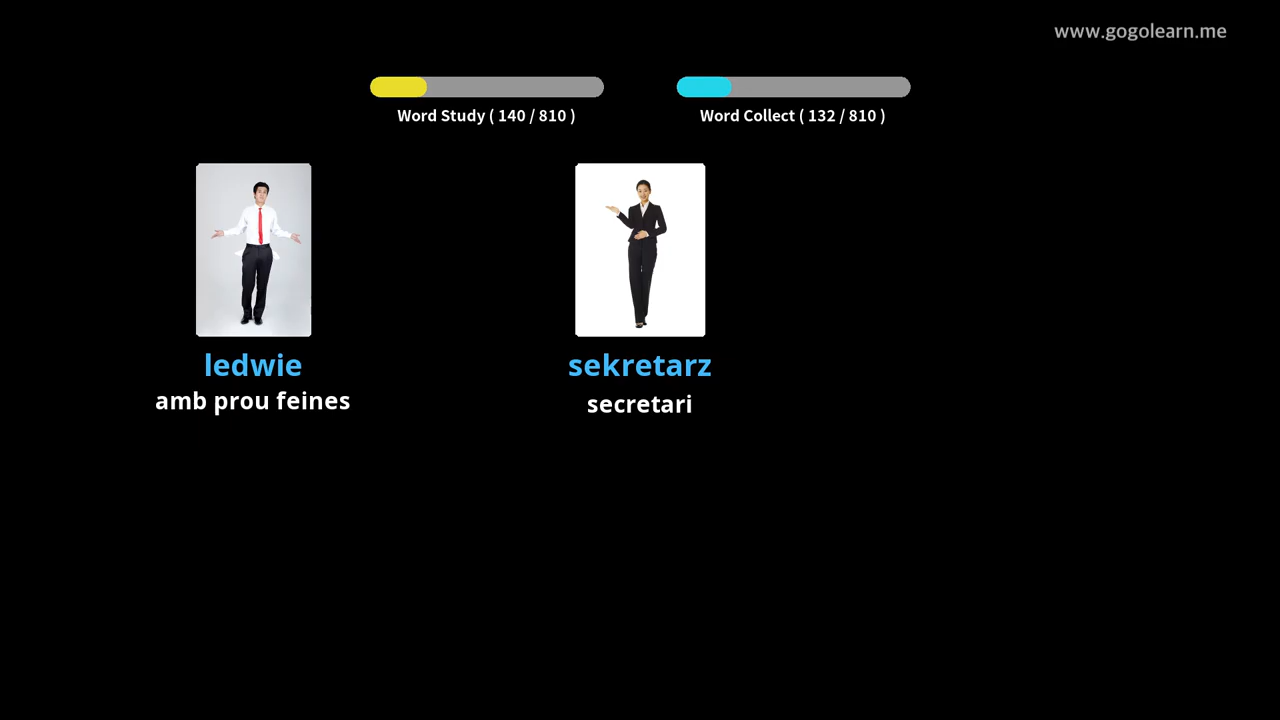 www.gogolearn.me
Word Study ( 140 / 810 )
Word Collect ( 132 / 810 )
ledwie
amb prou feines
sekretarz
secretari